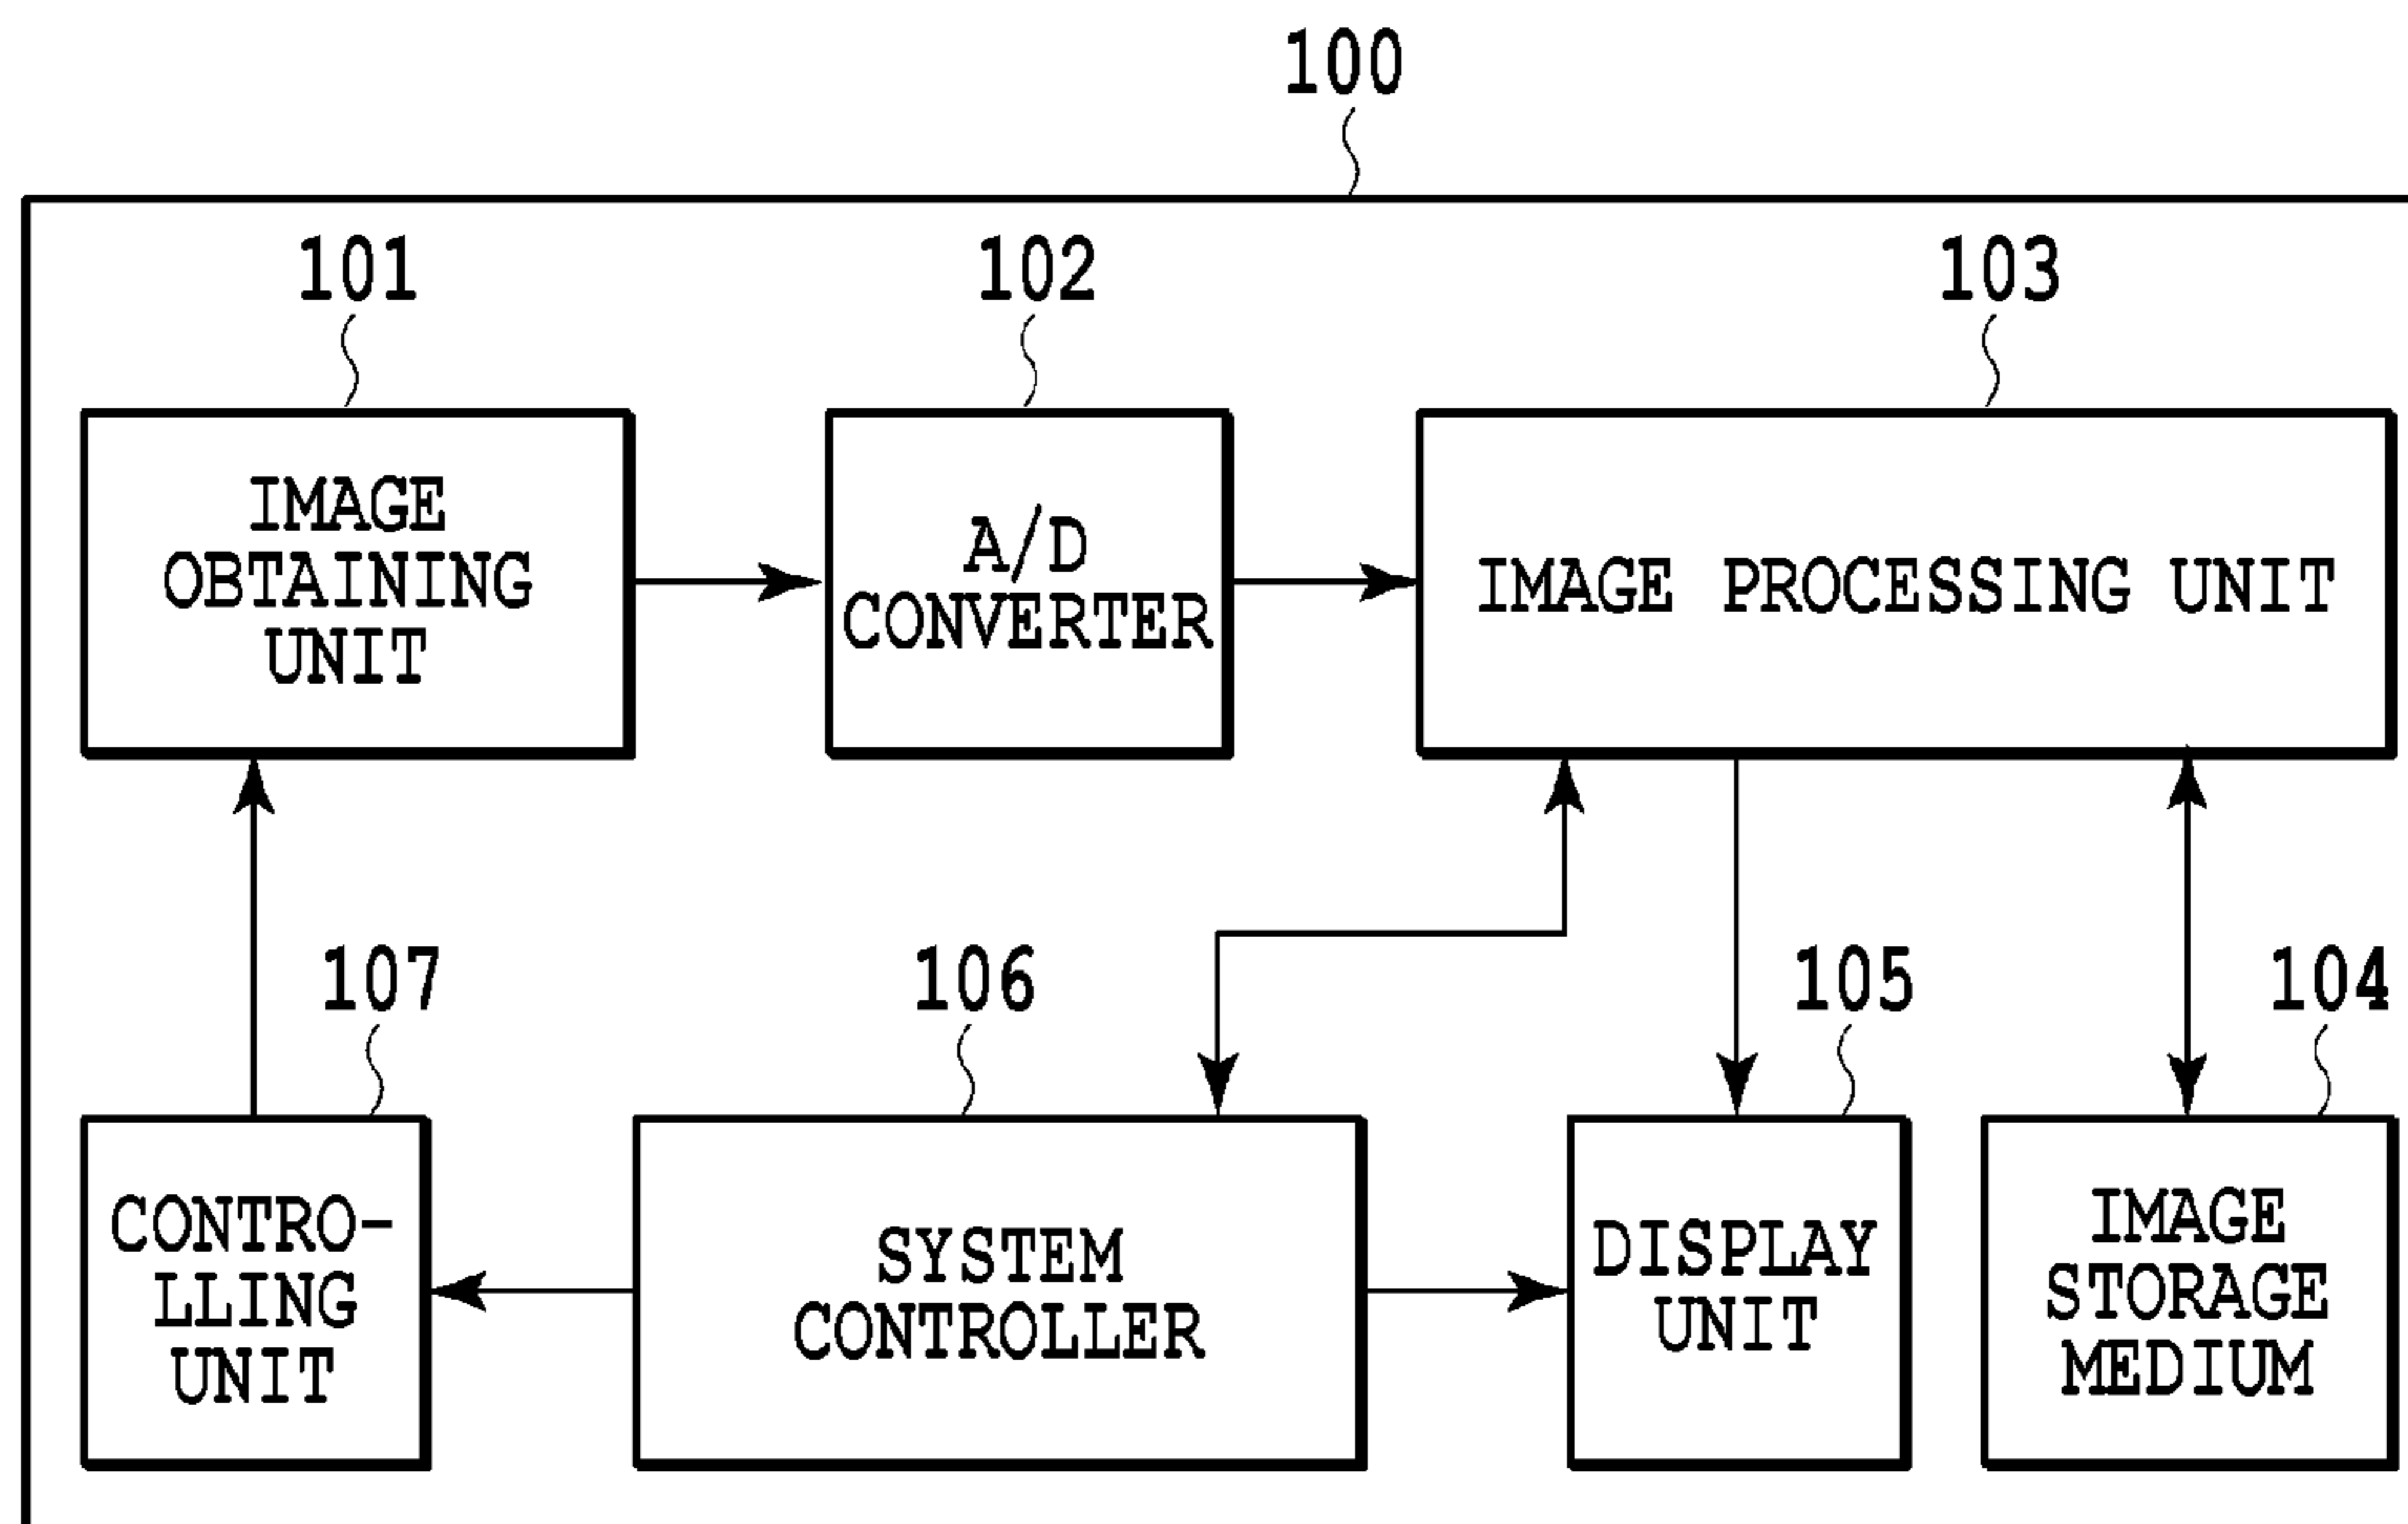 100
101
102
103
IMAGE
OBTAINING
UNIT
A/D
CONVERTER
IMAGE PROCESSING UNIT
107
106
105
104
CONTRO-
LLING
UNIT
SYSTEM
CONTROLLER
DISPLAY
UNIT
IMAGE
STORAGE
MEDIUM